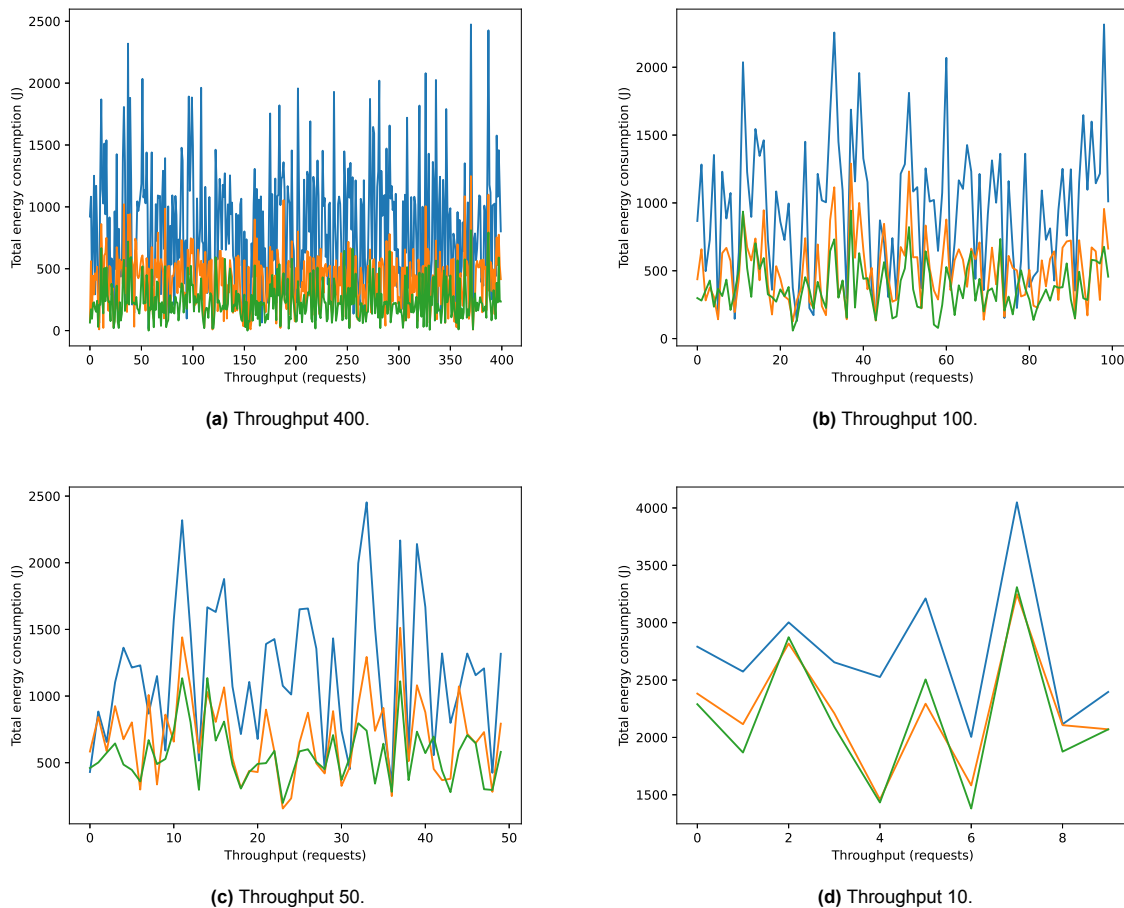 2500
2000
1500
1000
500
0
Total energy consumption (J)
0 50 100 150 200 250 300 350 400
Throughput (requests)
(a) Throughput 400.
2000
1500
1000
500
0
Total energy consumption (J)
0 20 40 60 80 100
Throughput (requests)
(b) Throughput 100.
2500
2000
1500
1000
500
Total energy consumption (J)
0 10 20 30 40 50
Throughput (requests)
(c) Throughput 50.
4000
3500
3000
2500
2000
1500
Total energy consumption (J)
0 2 4 6 8
Throughput (requests)
(d) Throughput 10.